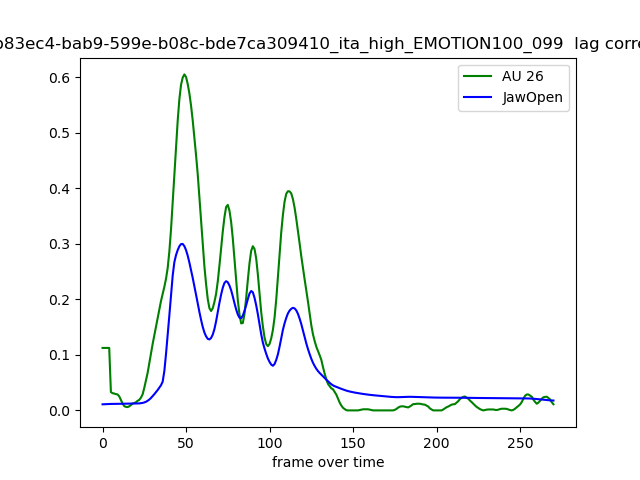 b83ec4-bab9-599e-b08c-bde7ca309410_ita_high_EMOTION100_099 lag corre
AU 26
JawOpen
0.6
0.5
0.4
0.3
0.2
0.1
0.0
0 50 100 150 200 250
frame over time